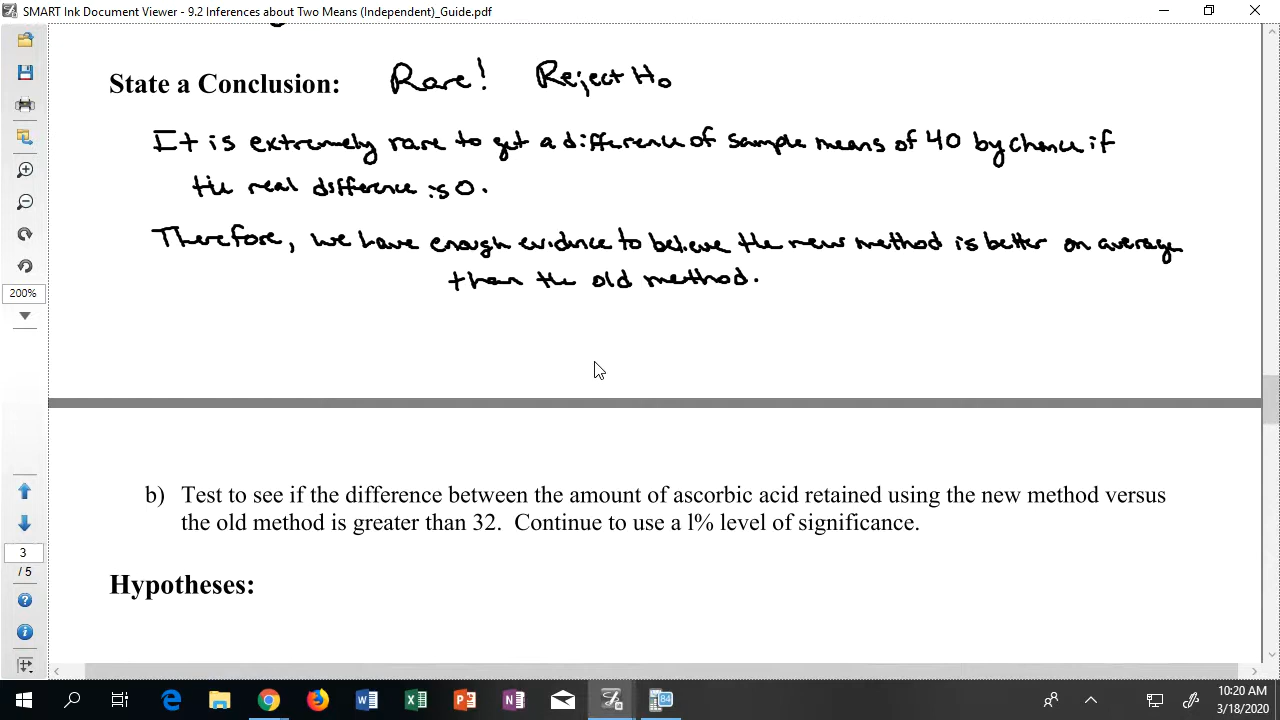 SMART Ink Document Viewer - 9.2 Inferences about Two Means (Independent)_Guide.pdf
State a Conclusion: Rare! Reject H₀
It is extremely rare to get a difference of sample means of 40 by chance if
the real difference is 0.
Therefore, we have enough evidence to believe the new method is better on average
than the old method.
200%
b) Test to see if the difference between the amount of ascorbic acid retained using the new method versus
the old method is greater than 32. Continue to use a l% level of significance.
3
/ 5
Hypotheses:
84
10:20 AM
3/18/2020